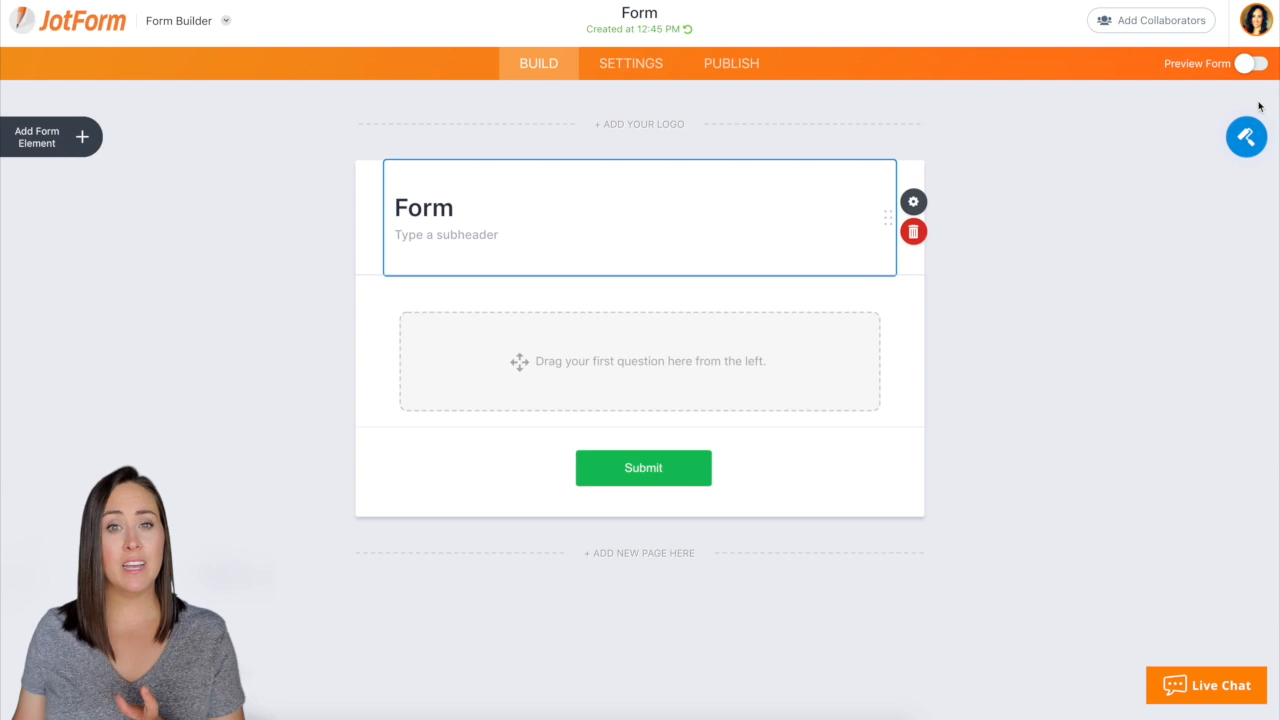 JotForm
Form Builder
Form
Created at 12:45 PM
Add Collaborators
BUILD
SETTINGS
PUBLISH
Preview Form
Add Form
Element
+ ADD YOUR LOGO
Form
Type a subheader
Drag your first question here from the left.
Submit
+ ADD NEW PAGE HERE
Live Chat